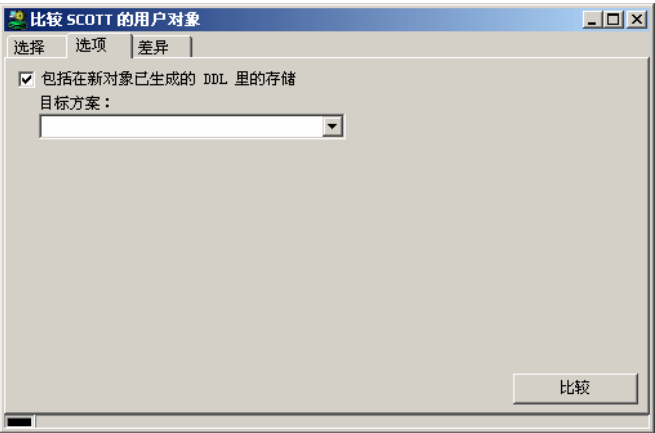 比较 SCOTT 的用户对象
选择 选项 差异
包括在新对象已生成的 DDL 里的存储
目标方案：
比较